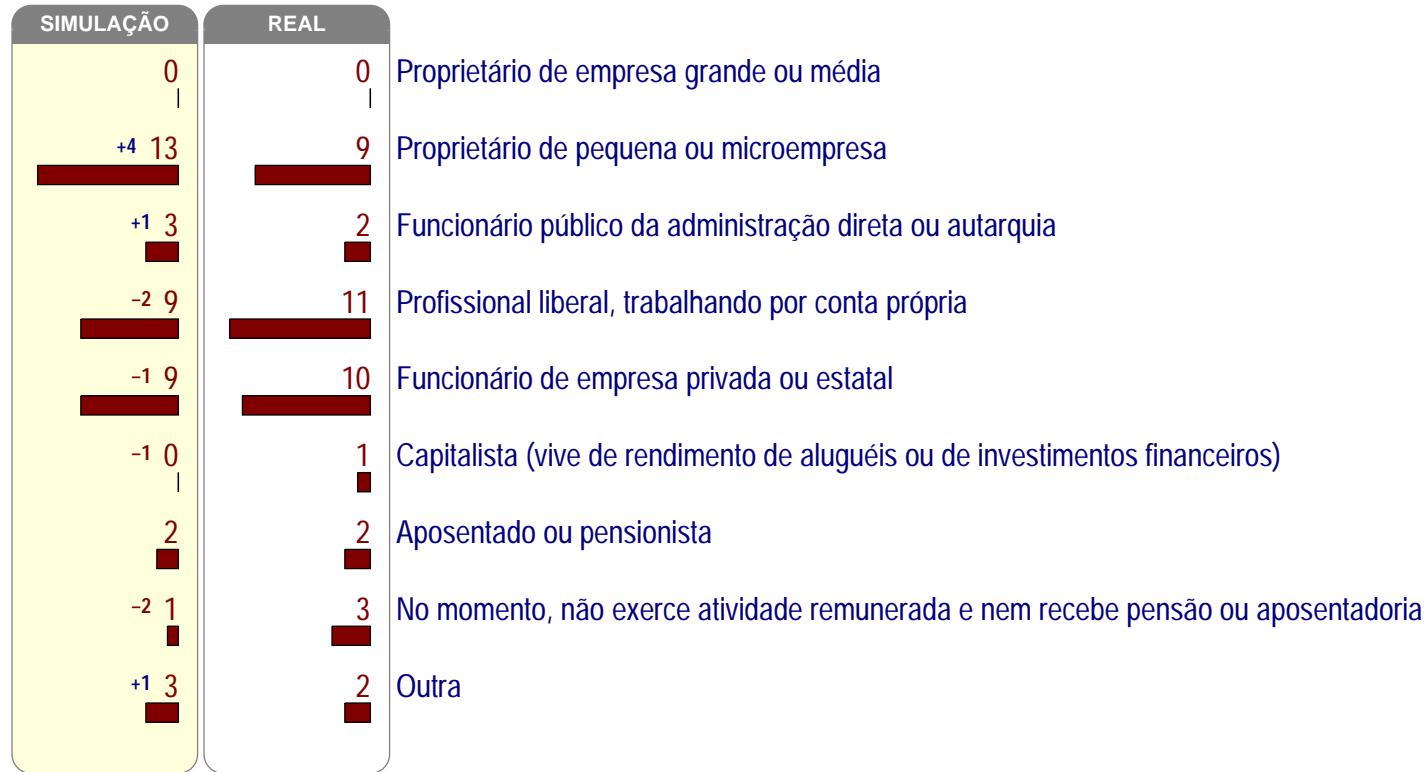 SIMULAÇÃO REAL
0 0 Proprietário de empresa grande ou média
+4 13 9 Proprietário de pequena ou microempresa
+1 3 2 Funcionário público da administração direta ou autarquia
−2 9 11 Profissional liberal, trabalhando por conta própria
−1 9 10 Funcionário de empresa privada ou estatal
−1 0 1 Capitalista (vive de rendimento de aluguéis ou de investimentos financeiros)
2 2 Aposentado ou pensionista
−2 1 3 No momento, não exerce atividade remunerada e nem recebe pensão ou aposentadoria
+1 3 2 Outra